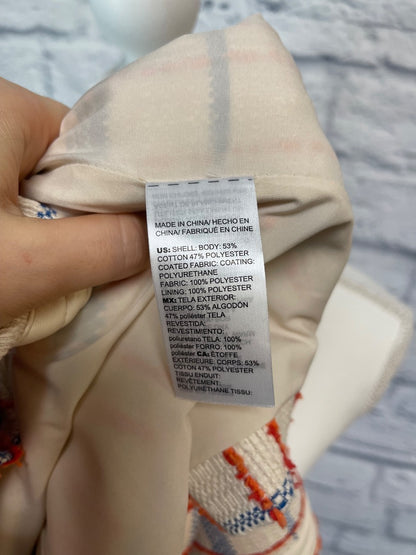 MADE IN CHINA/ HECHO EN
CHINA/ FABRIQUÉ EN CHINE
US: SHELL: BODY: 53%
COTTON 47% POLYESTER
COATED FABRIC: COATING:
POLYURETHANE
FABRIC: 100% POLYESTER
LINING: 100% POLYESTER
MX: TELA EXTERIOR:
CUERPO: 53% ALGODÓN
47% poliéster TELA
REVESTIDA:
REVESTIMIENTO:
poliuretano TELA: 100%
poliéster FORRO: 100%
poliéster CA: ÉTOFFE
EXTÉRIEURE: CORPS: 53%
COTON 47% POLYESTER
TISSU ENDUIT:
REVÊTEMENT:
POLYURÉTHANE TISSU: